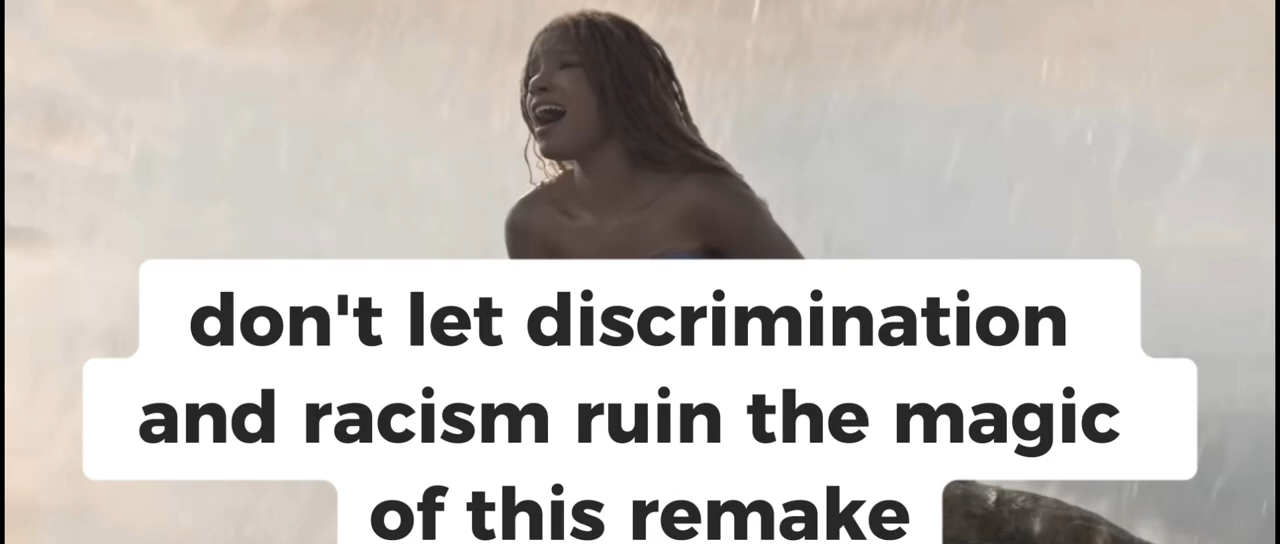 don't let discrimination
and racism ruin the magic
of this remake